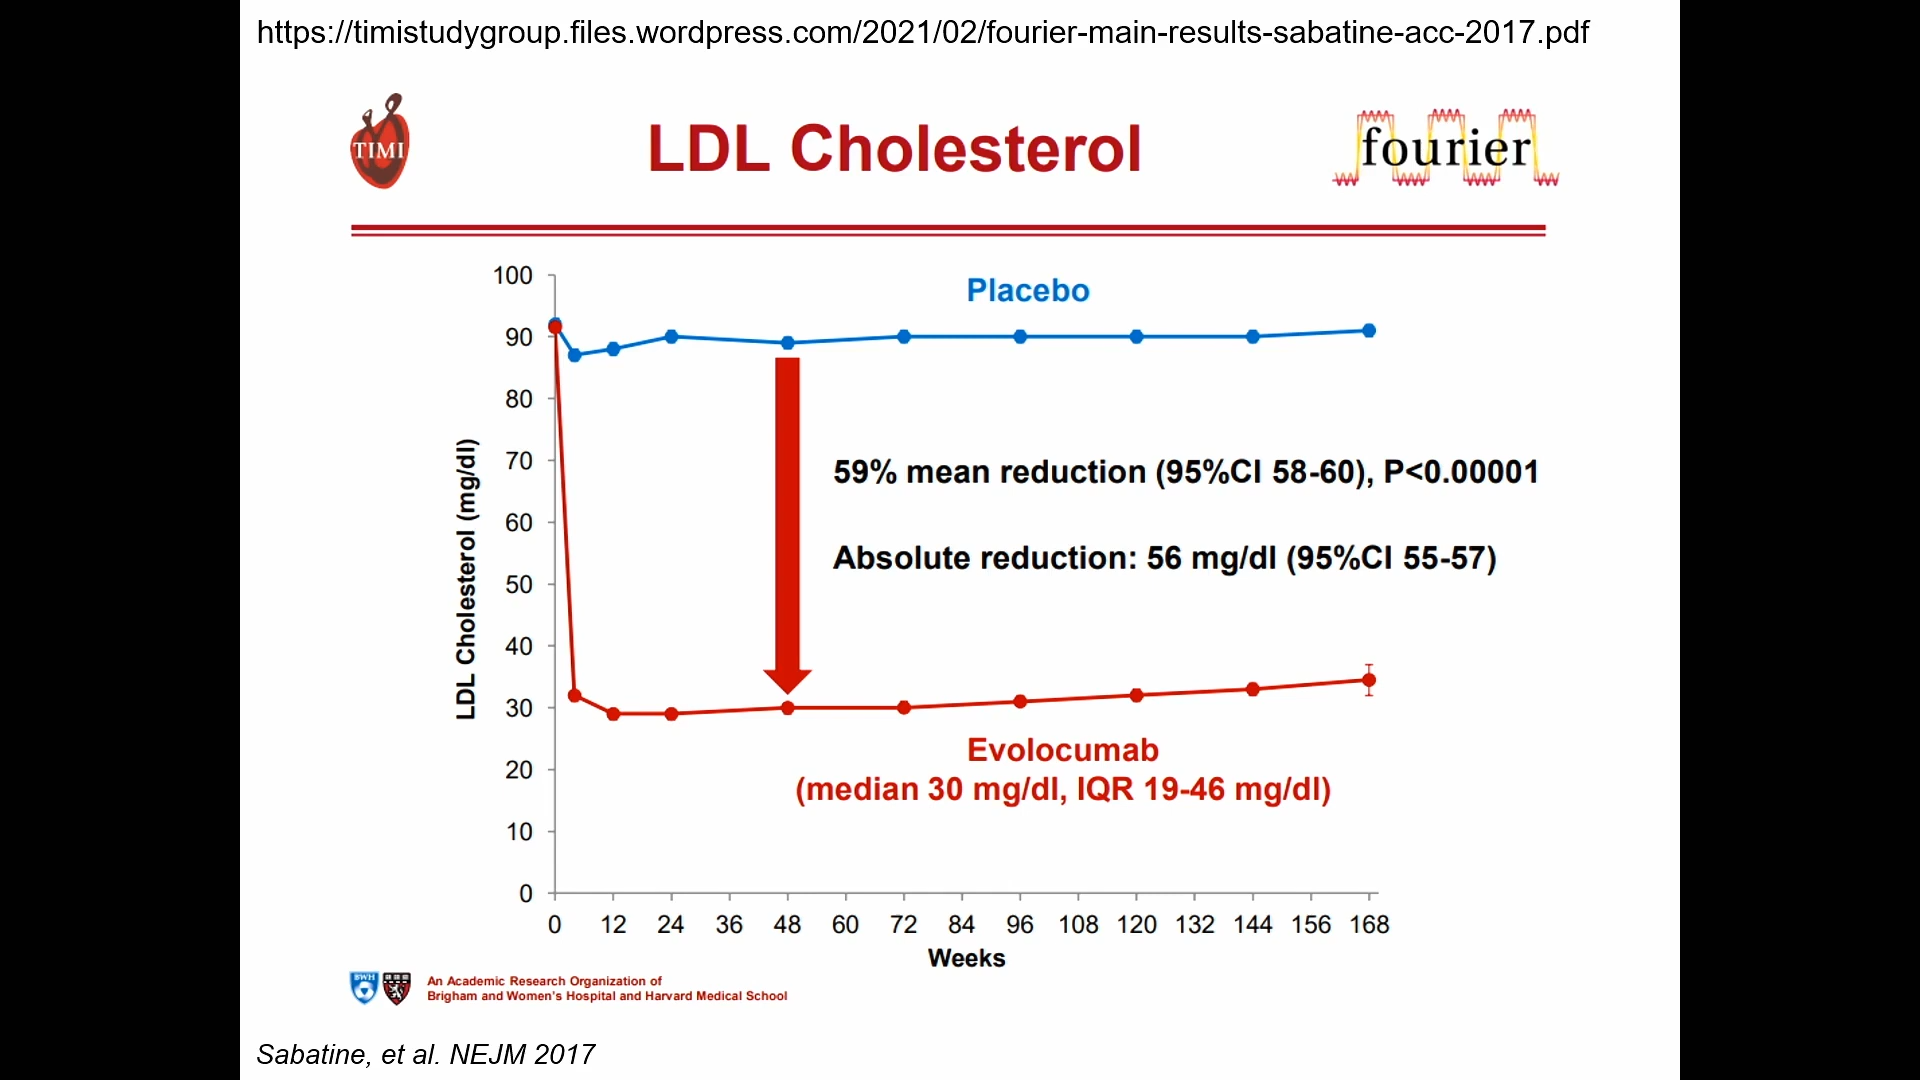 https://timistudygroup.files.wordpress.com/2021/02/fourier-main-results-sabatine-acc-2017.pdf
TIMI
LDL Cholesterol
fourier
100
90
80
70
60
50
40
30
20
10
0
LDL Cholesterol (mg/dl)
Placebo
59% mean reduction (95%CI 58-60), P<0.00001
Absolute reduction: 56 mg/dl (95%CI 55-57)
Evolocumab
(median 30 mg/dl, IQR 19-46 mg/dl)
0 12 24 36 48 60 72 84 96 108 120 132 144 156 168
Weeks
BWH
An Academic Research Organization of
Brigham and Women's Hospital and Harvard Medical School
Sabatine, et al. NEJM 2017